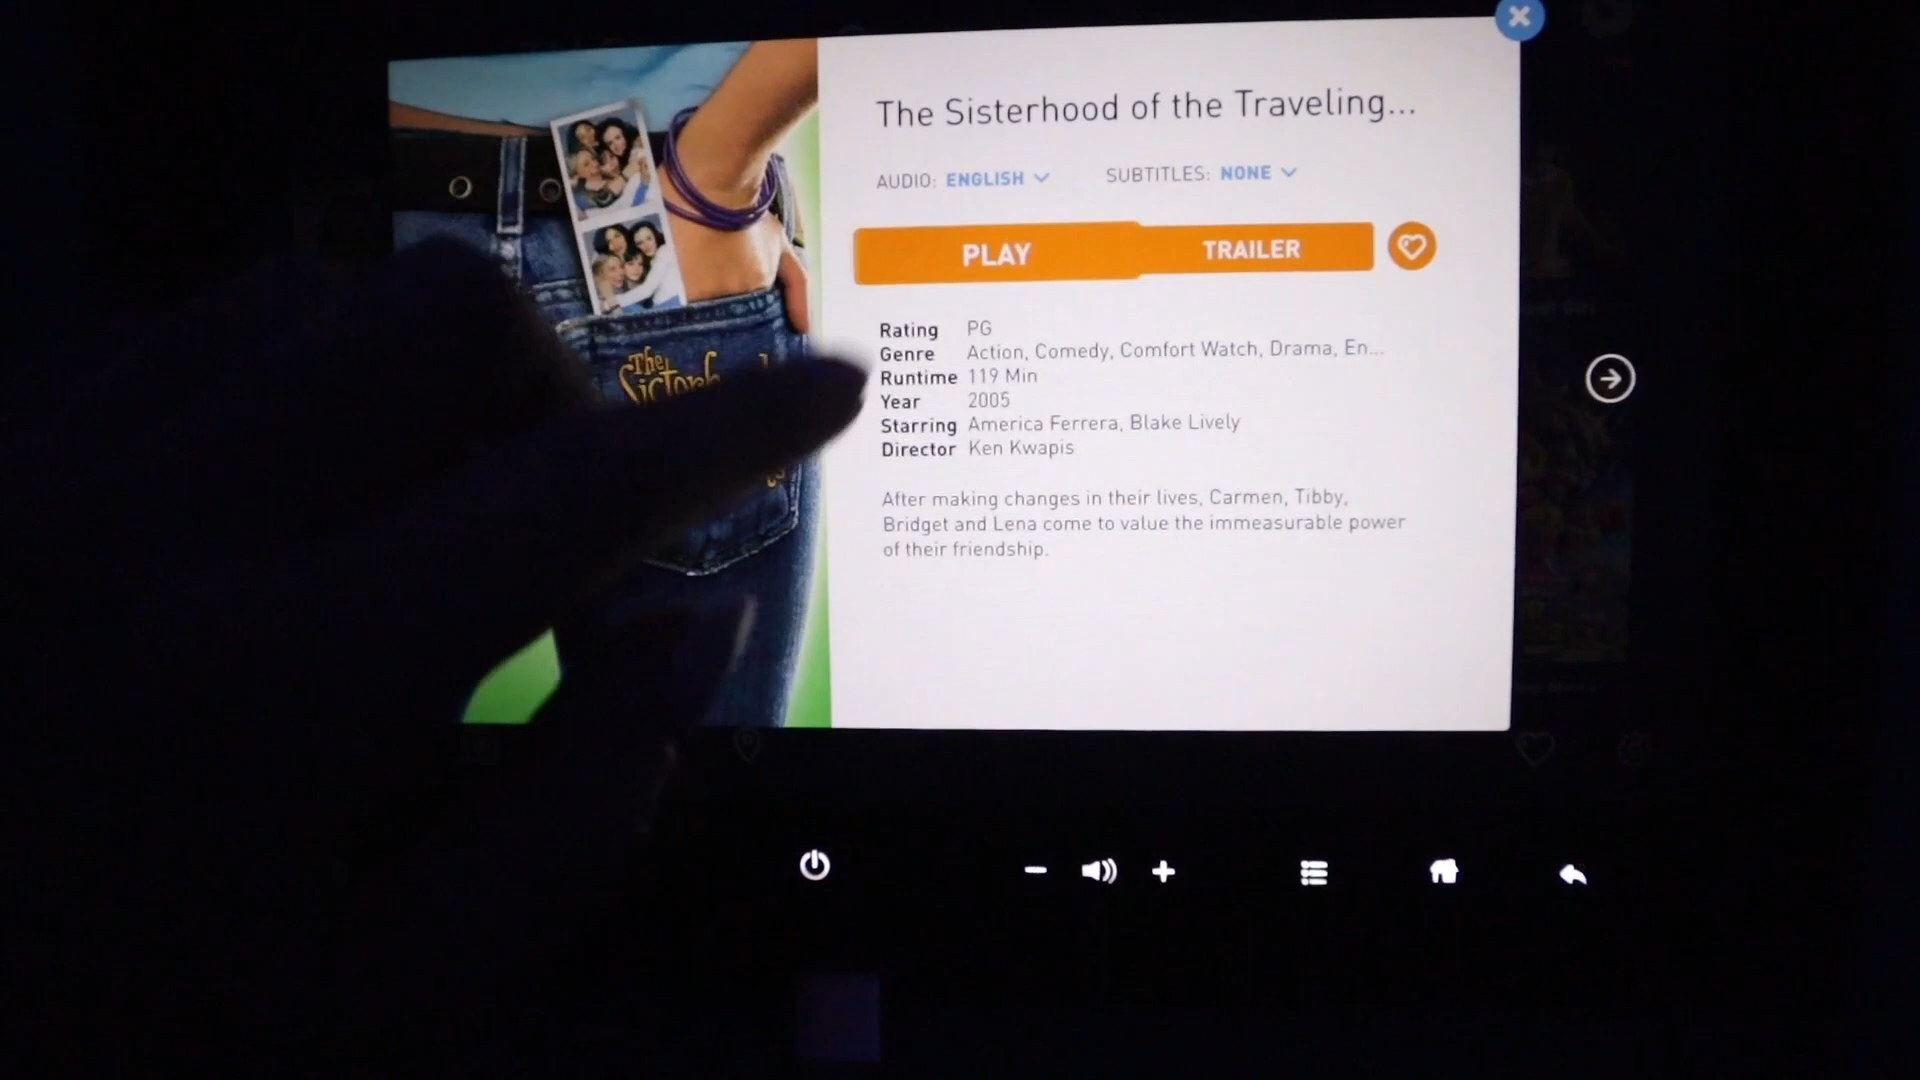 The Sisterhood of the Traveling...
AUDIO: ENGLISH SUBTITLES: NONE
PLAY TRAILER
Rating PG
Genre Action, Comedy, Comfort Watch, Drama, En...
Runtime 119 Min
Year 2005
Starring America Ferrera, Blake Lively
Director Ken Kwapis
After making changes in their lives, Carmen, Tibby,
Bridget and Lena come to value the immeasurable power
of their friendship.
The